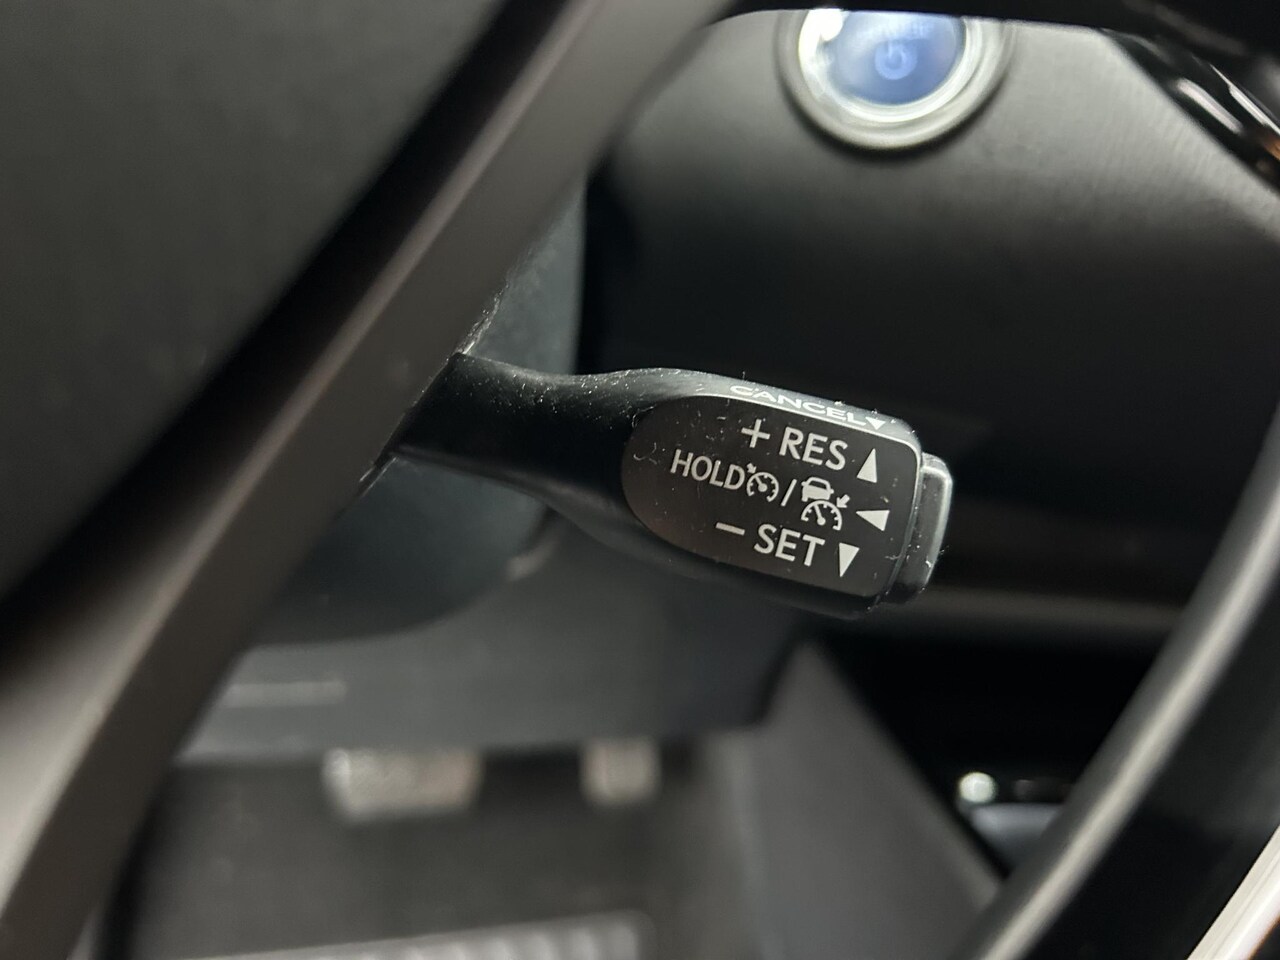 CANCEL▼
+ RES ▲
HOLD / ◀
− SET ▼